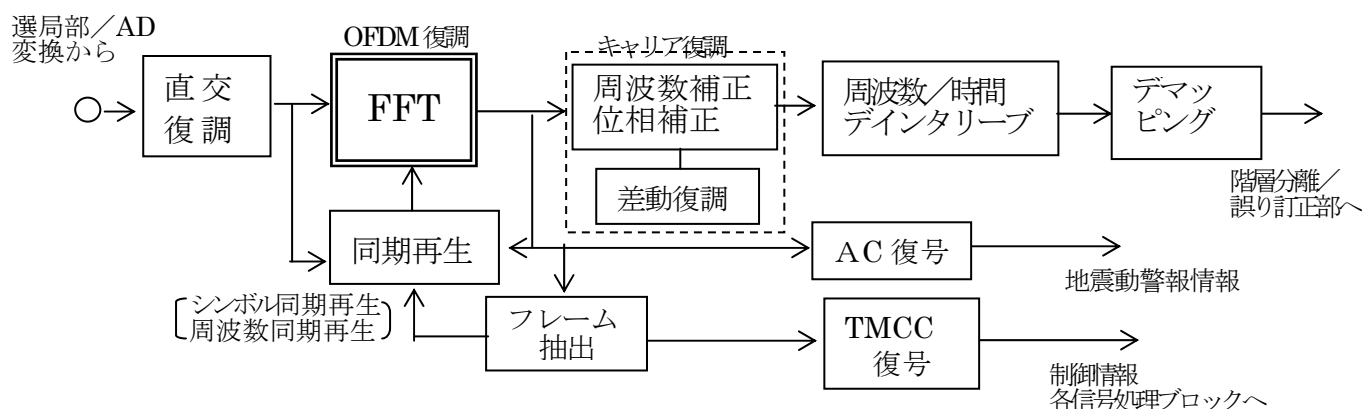 選局部／AD
変換から
直交
復調
OFDM 復調
FFT
キャリア復調
周波数補正
位相補正
差動復調
周波数／時間
デインタリーブ
デマッ
ピング
階層分離／
誤り訂正部へ
同期再生
シンボル同期再生
周波数同期再生
フレーム
抽出
AC 復号
地震動警報情報
TMCC
復号
制御情報
各信号処理ブロックへ